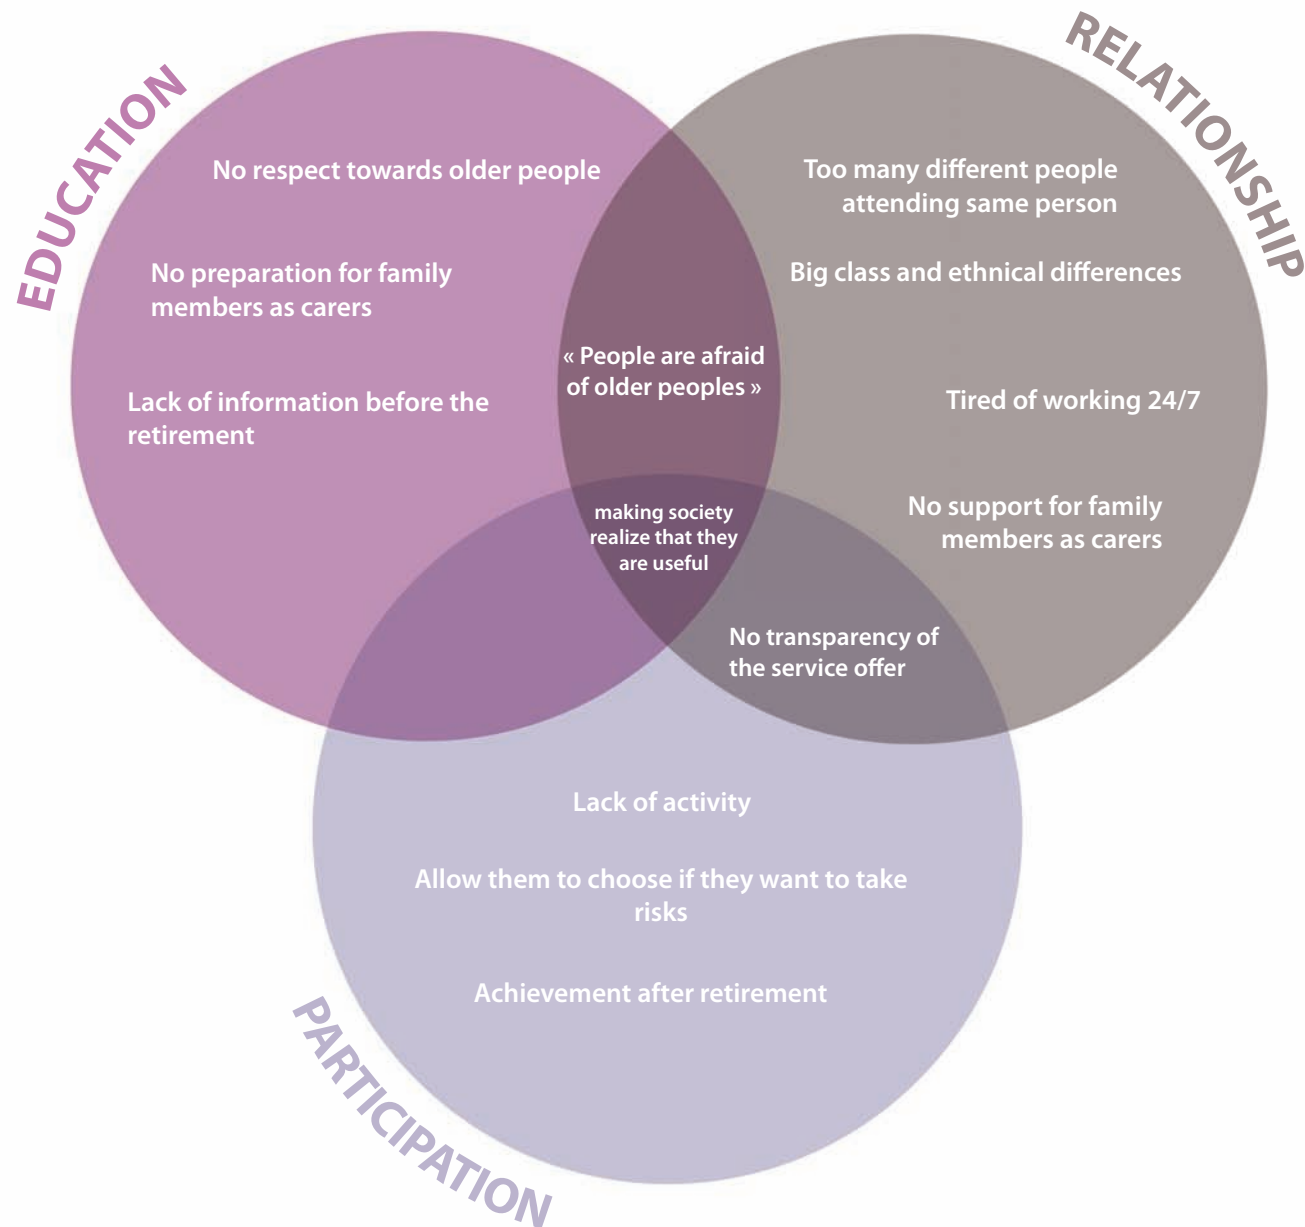 EDUCATION
No respect towards older people
No preparation for family
members as carers
Lack of information before the
retirement
RELATIONSHIP
Too many different people
attending same person
Big class and ethnical differences
Tired of working 24/7
No support for family
members as carers
« People are afraid
of older peoples »
making society
realize that they
are useful
No transparency of
the service offer
Lack of activity
Allow them to choose if they want to take
risks
Achievement after retirement
PARTICIPATION